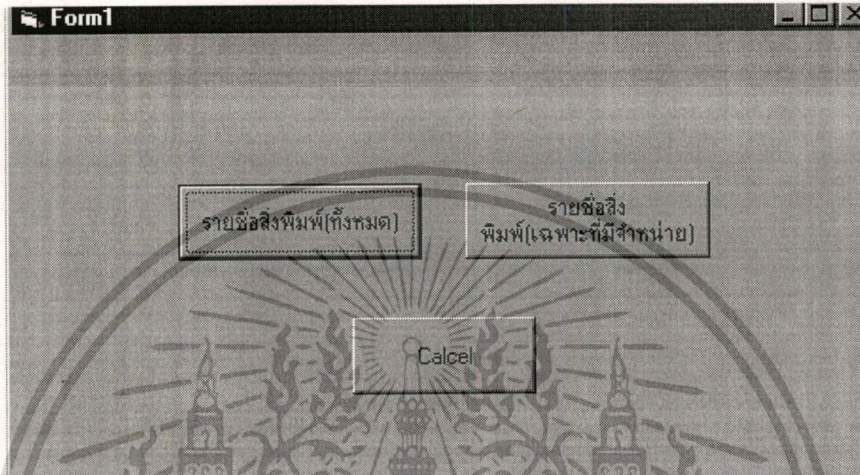 Form1
รายชื่อสิ่งพิมพ์(ทั้งหมด)
รายชื่อสิ่ง
พิมพ์(เฉพาะที่มีจำหน่าย)
Calcel